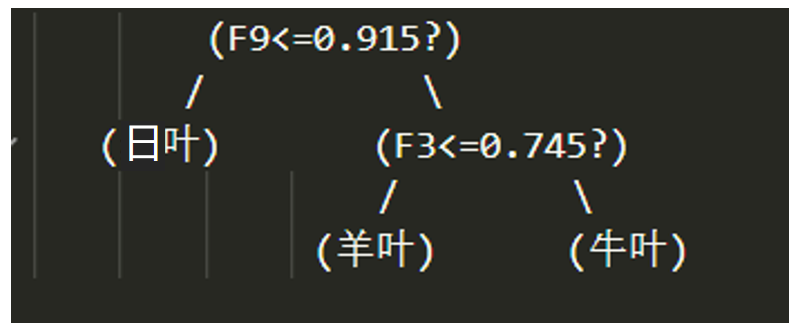 (F9<=0.915?)
/ \
(日叶) (F3<=0.745?)
/ \
(羊叶) (牛叶)